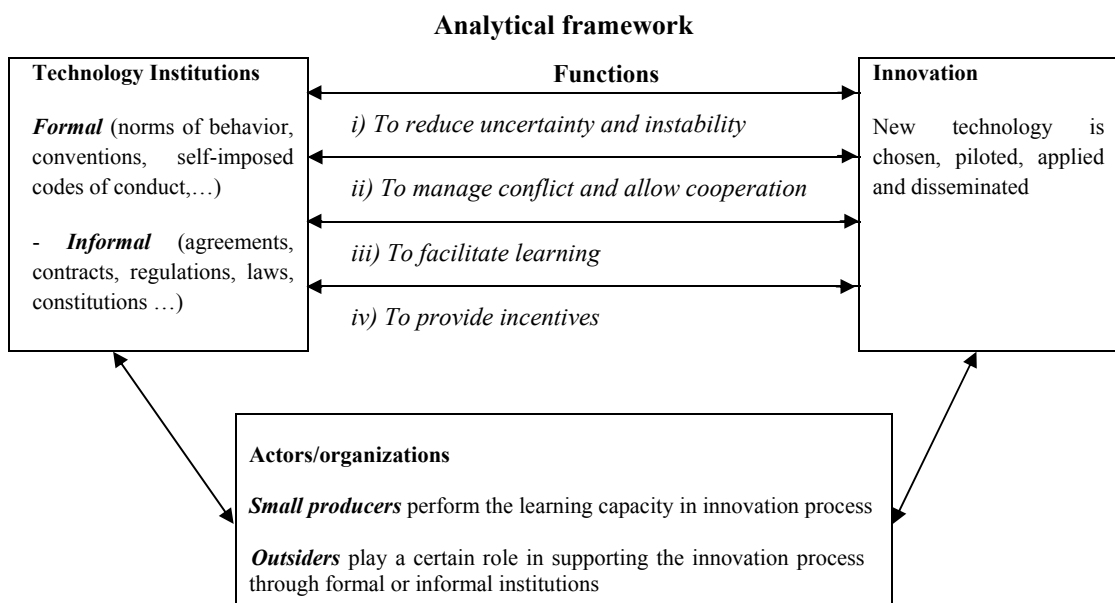 Analytical framework
Technology Institutions
Formal (norms of behavior,
conventions, self-imposed
codes of conduct,…)
- Informal (agreements,
contracts, regulations, laws,
constitutions …)
Functions
i) To reduce uncertainty and instability
ii) To manage conflict and allow cooperation
iii) To facilitate learning
iv) To provide incentives
Innovation
New technology is
chosen, piloted, applied
and disseminated
Actors/organizations
Small producers perform the learning capacity in innovation process
Outsiders play a certain role in supporting the innovation process
through formal or informal institutions